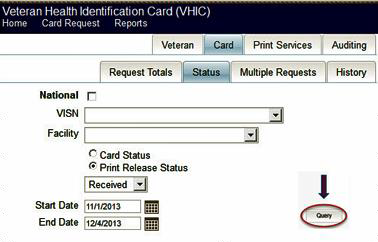 Veteran Health Identification Card (VHIC)
Home Card Request Reports
Veteran Card Print Services Auditing
Request Totals Status Multiple Requests History
National
VISN
Facility
Card Status
Print Release Status
Received
Start Date 11/1/2013
End Date 12/4/2013
Query